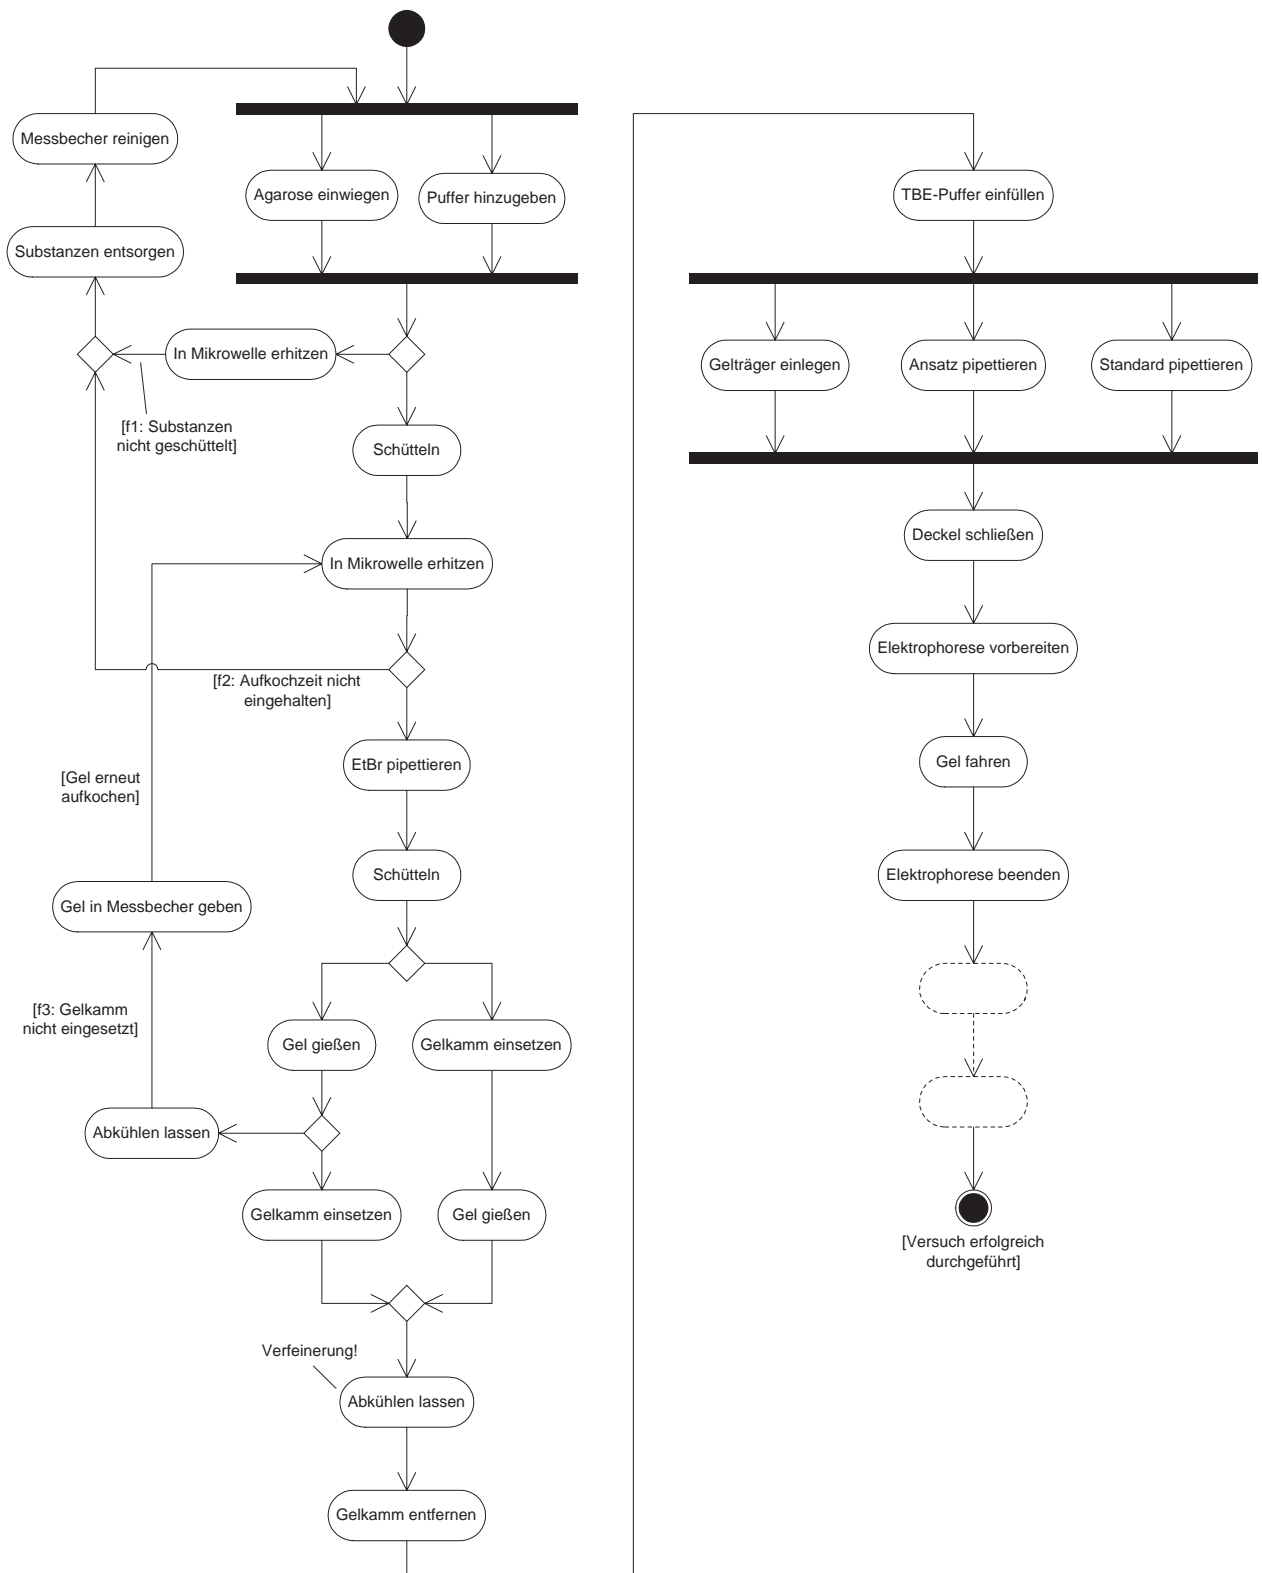 Messbecher reinigen
Agarose einwiegen
Puffer hinzugeben
Substanzen entsorgen
In Mikrowelle erhitzen
[f1: Substanzen
nicht geschüttelt]
Schütteln
In Mikrowelle erhitzen
[f2: Aufkochzeit nicht
eingehalten]
EtBr pipettieren
[Gel erneut
aufkochen]
Schütteln
Gel in Messbecher geben
[f3: Gelkamm
nicht eingesetzt]
Gel gießen
Gelkamm einsetzen
Abkühlen lassen
Gelkamm einsetzen
Gel gießen
Verfeinerung!
Abkühlen lassen
Gelkamm entfernen
TBE-Puffer einfüllen
Gelträger einlegen
Ansatz pipettieren
Standard pipettieren
Deckel schließen
Elektrophorese vorbereiten
Gel fahren
Elektrophorese beenden
[Versuch erfolgreich
durchgeführt]